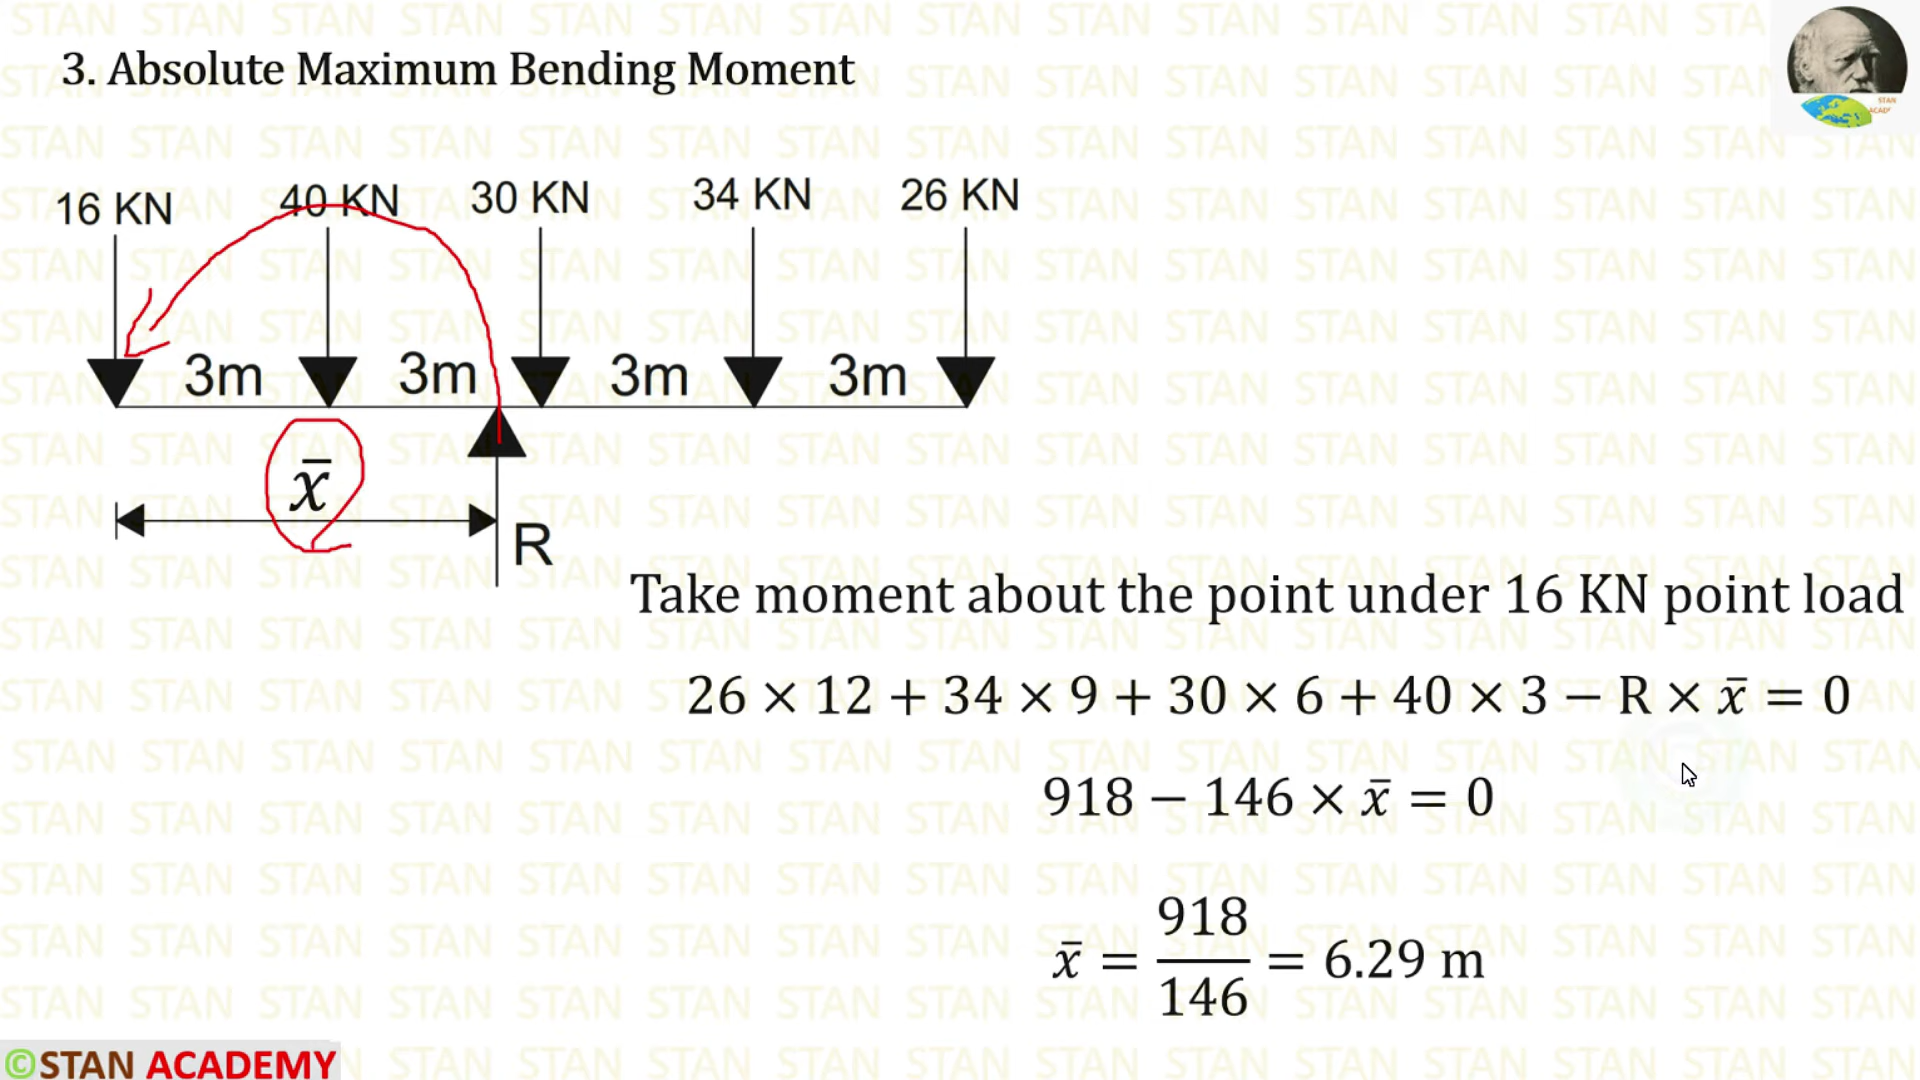 3. Absolute Maximum Bending Moment
16 KN 40 KN 30 KN 34 KN 26 KN
3m 3m 3m 3m
x̄
R
Take moment about the point under 16 KN point load
26 × 12 + 34 × 9 + 30 × 6 + 40 × 3 − R × x̄ = 0
918 − 146 × x̄ = 0
x̄ = 918/146 = 6.29 m
©STAN ACADEMY